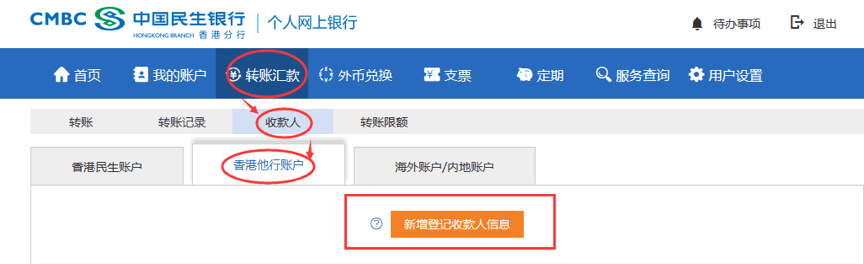 CMBC 中国民生银行 个人网上银行 待办事项 退出
HONGKONG BRANCH 香港分行
首页 我的账户 转账汇款 外币兑换 支票 定期 服务查询 用户设置
转账 转账记录 收款人 转账限额
香港民生账户 香港他行账户 海外账户/内地账户
? 新增登记收款人信息